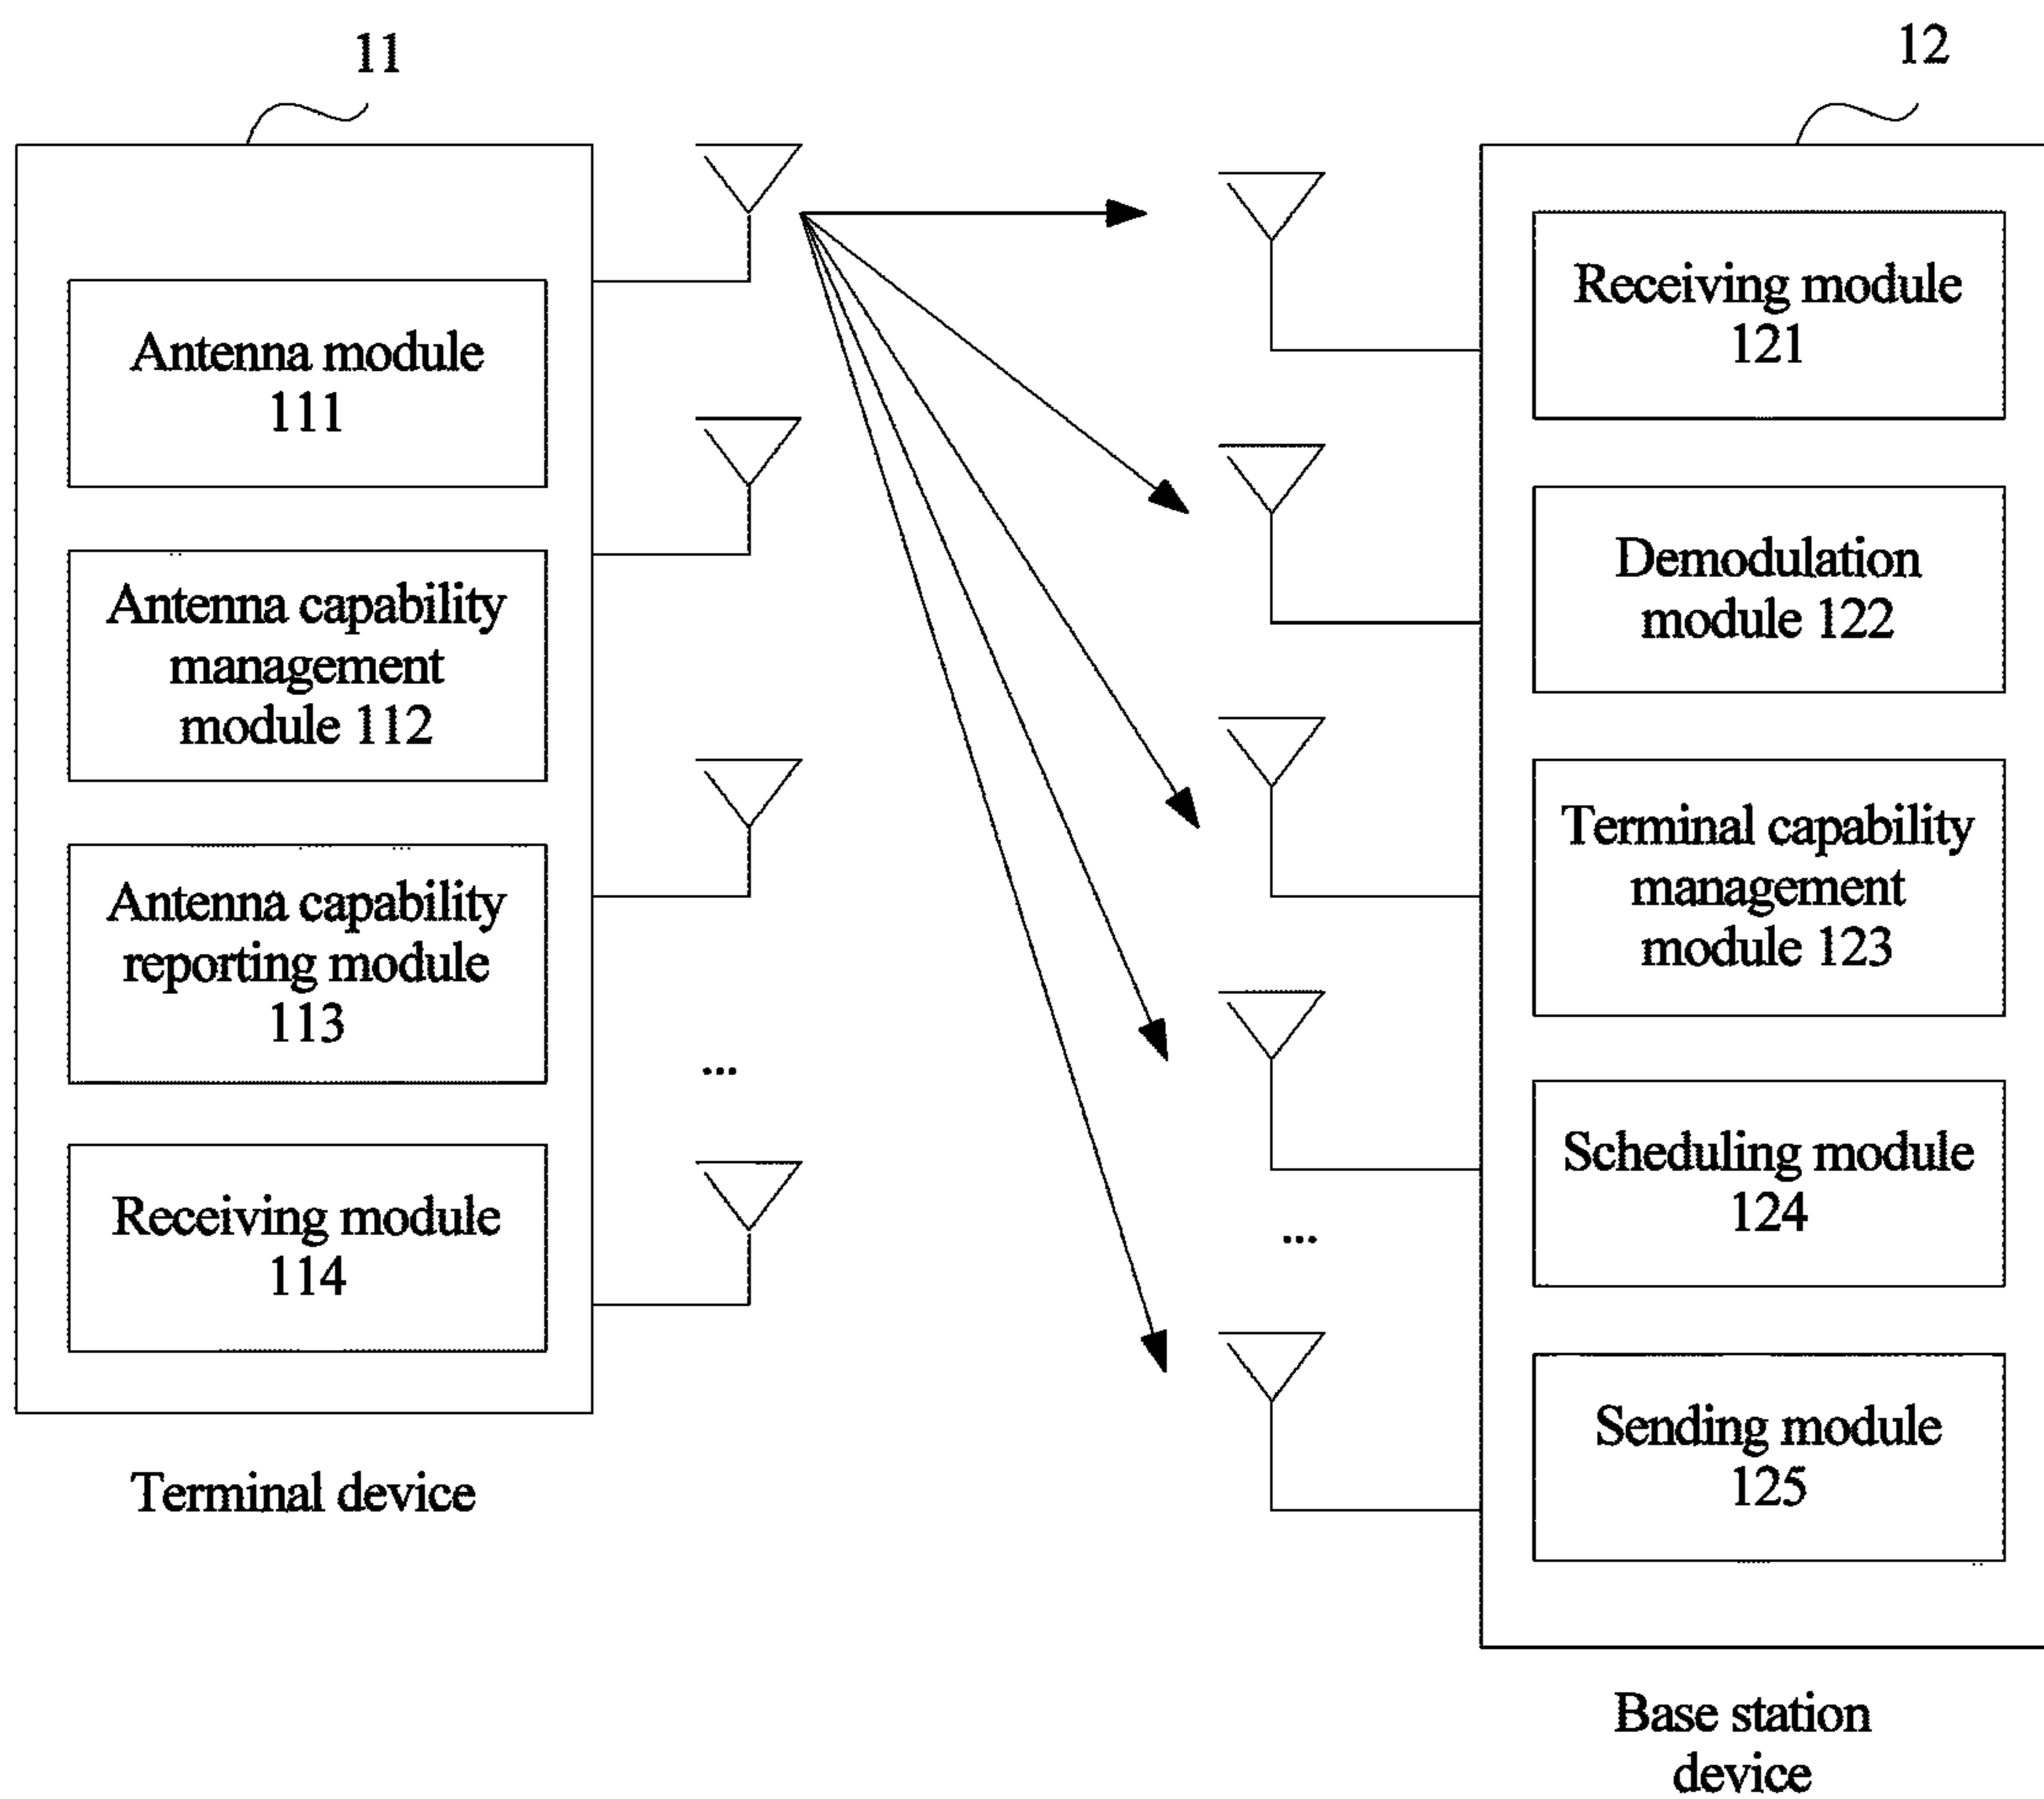 11
12
Antenna module
111
Antenna capability
management
module 112
Antenna capability
reporting module
113
Receiving module
114
Terminal device
...
...
Receiving module
121
Demodulation
module 122
Terminal capability
management
module 123
Scheduling module
124
Sending module
125
Base station
device